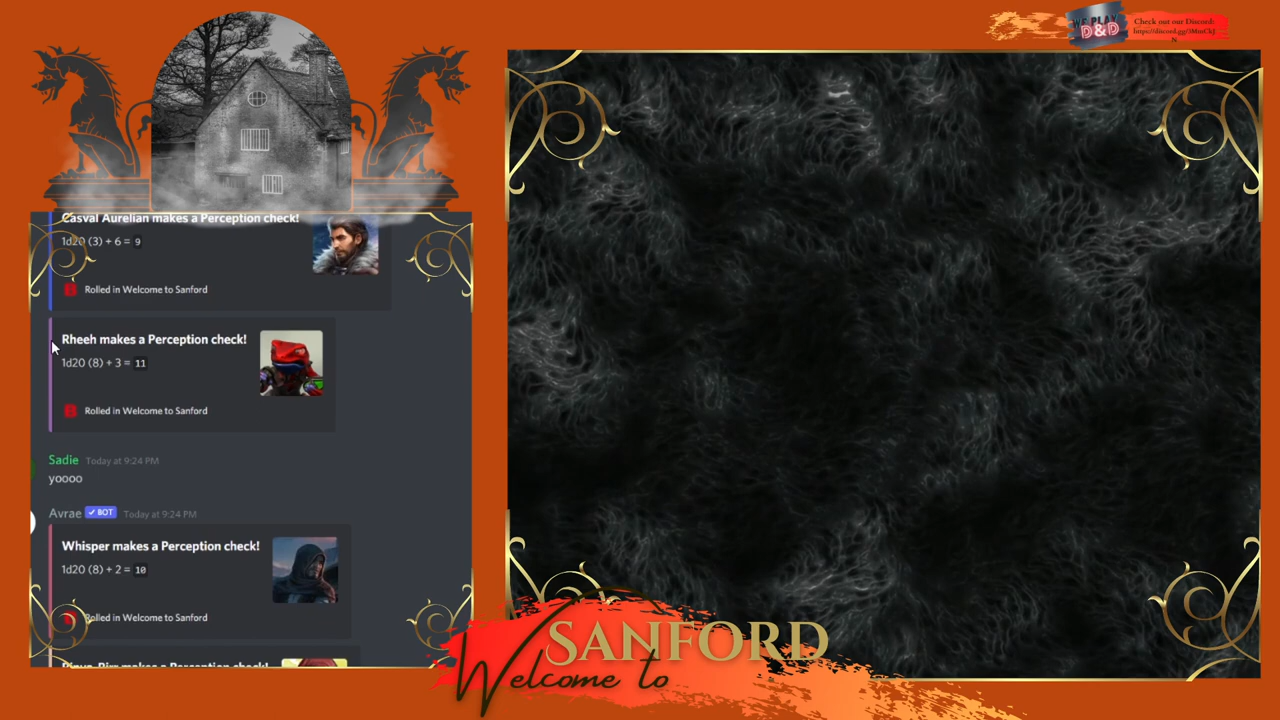 WE PLAY
D&D
Check out our Discord:
Casval Aurelian makes a Perception check!
1d20 (3) + 6 = 9
Rolled in Welcome to Sanford
Rheeh makes a Perception check!
1d20 (8) + 3 = 11
Rolled in Welcome to Sanford
Sadie Today at 9:24 PM
yoooo
Avrae ✓ BOT Today at 9:24 PM
Whisper makes a Perception check!
1d20 (8) + 2 = 10
Rolled in Welcome to Sanford
makes a Perception check!
SANFORD
Welcome to